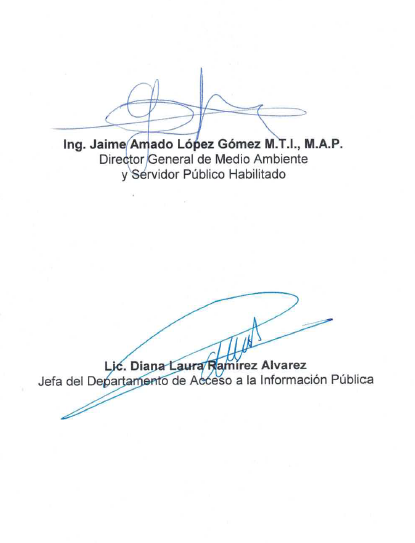 Ing. Jaime Amado López Gómez M.T.I., M.A.P.
Director General de Medio Ambiente
y Servidor Público Habilitado
Lic. Diana Laura Ramírez Alvarez
Jefa del Departamento de Acceso a la Información Pública